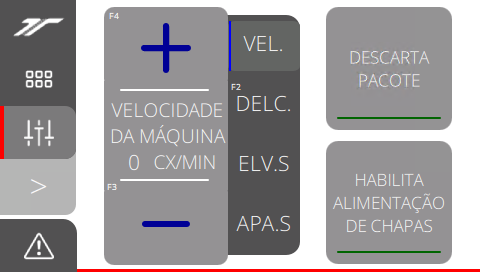 F4
VELOCIDADE
DA MÁQUINA
0 CX/MIN
F3
VEL.
F2
DELC.
ELV.S
APA.S
DESCARTA
PACOTE
HABILITA
ALIMENTAÇÃO
DE CHAPAS
>